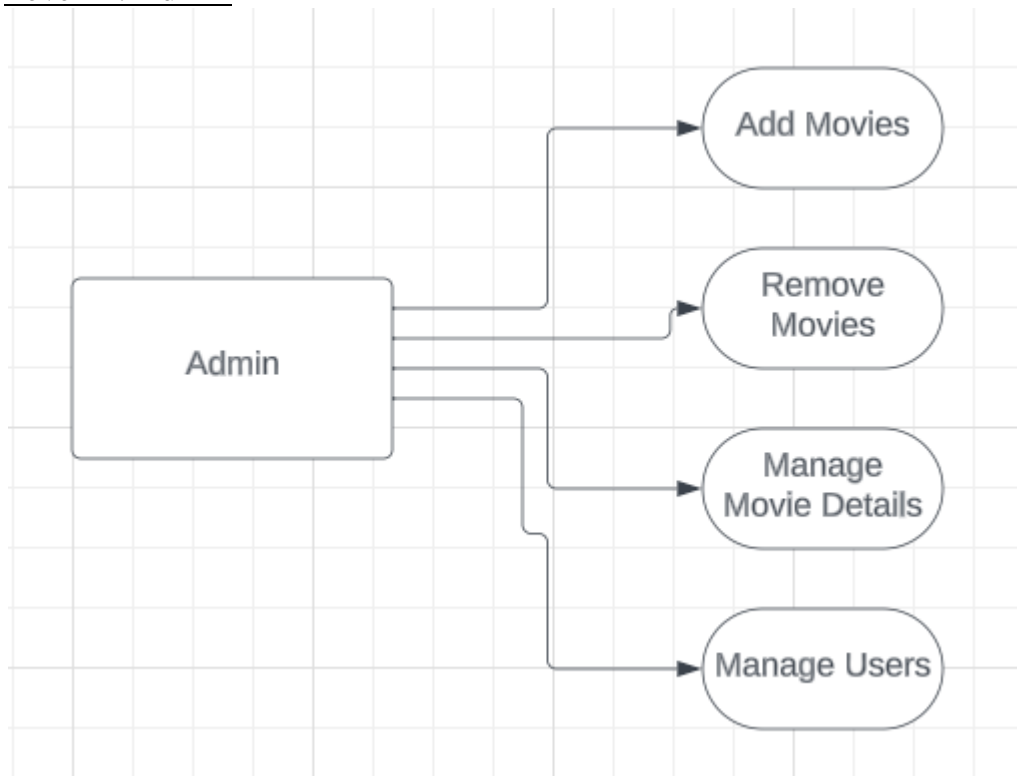 Add Movies
Remove
Movies
Admin
Manage
Movie Details
Manage Users